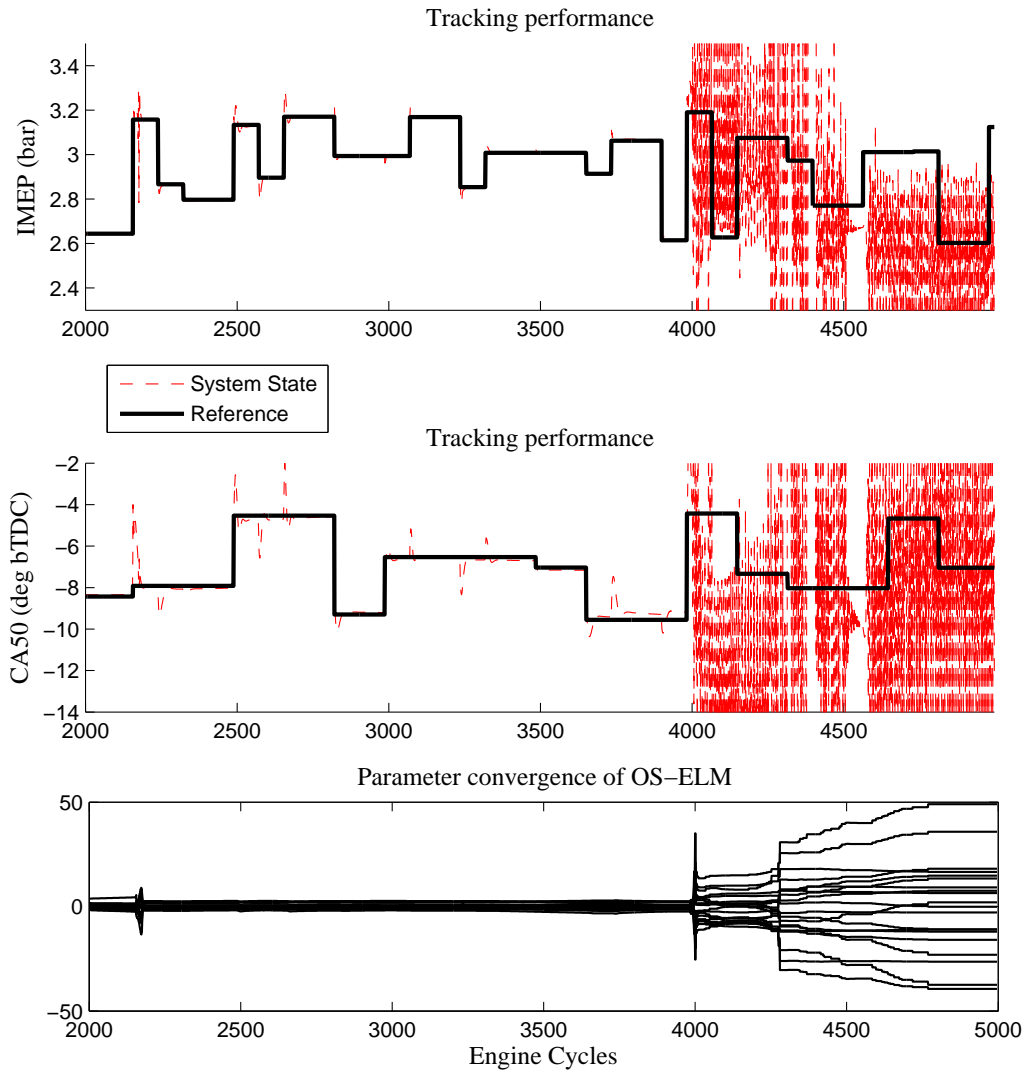 Tracking performance
IMEP (bar)
3.4
3.2
3
2.8
2.6
2.4
2000 2500 3000 3500 4000 4500
System State
Reference
Tracking performance
CA50 (deg bTDC)
−2
−4
−6
−8
−10
−12
−14
2000 2500 3000 3500 4000 4500
Parameter convergence of OS−ELM
50
0
−50
2000 2500 3000 3500 4000 4500 5000
Engine Cycles